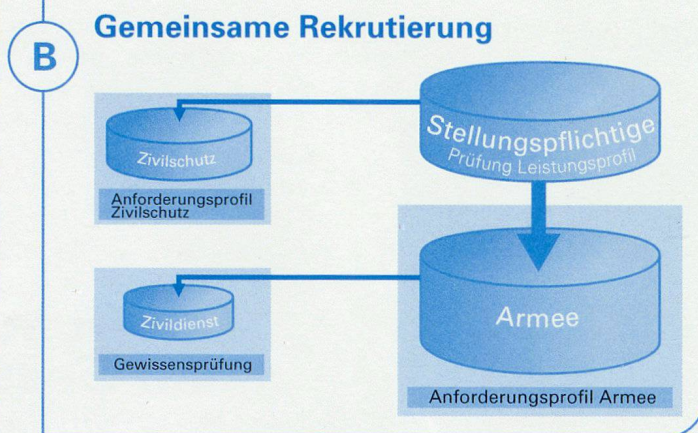 B
Gemeinsame Rekrutierung
Stellungspflichtige
Prüfung Leistungsprofil
Zivilschutz
Anforderungsprofil
Zivilschutz
Zivildienst
Gewissensprüfung
Armee
Anforderungsprofil Armee